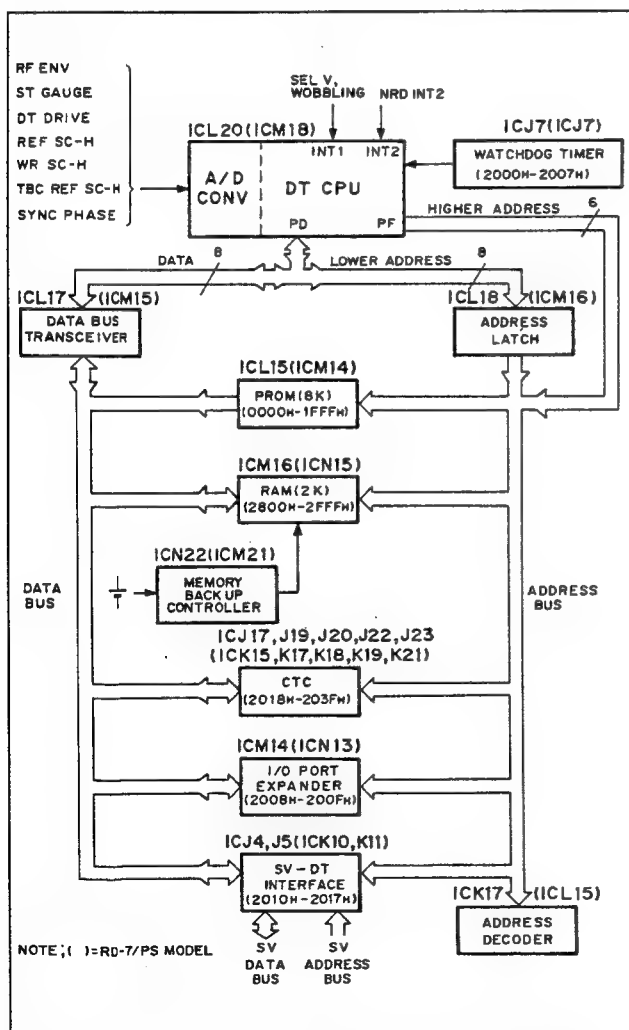 RF ENV
ST GAUGE
DT DRIVE
REF SC-H
WR SC-H
TBC REF SC-H
SYNC PHASE
SEL V,
WOBBLING
NRD INT2
ICL20(ICM18)
A/D
CONV
INT1
INT2
DT CPU
PD
PF
ICJ7(ICJ7)
WATCHDOG TIMER
(2000H-2007H)
HIGHER ADDRESS
6
DATA
8
LOWER ADDRESS
8
ICL17(ICM15)
DATA BUS
TRANSCEIVER
ICL18(ICM16)
ADDRESS
LATCH
ICL15(ICM14)
PROM(8K)
(0000H-1FFFH)
ICM16(ICN15)
RAM(2K)
(2800H-2FFFH)
ICN22(ICM21)
MEMORY
BACK UP
CONTROLLER
DATA
BUS
ADDRESS
BUS
ICJ17,J19,J20,J22,J23
(ICK15,K17,K18,K19,K21)
CTC
(2018H-203FH)
ICM14(ICN13)
I/O PORT
EXPANDER
(2008H-200FH)
ICJ4,J5(ICK10,K11)
SV-DT
INTERFACE
(2010H-2017H)
ICK17(ICL15)
ADDRESS
DECODER
NOTE;( )=RD-7/PS MODEL
SV
DATA
BUS
SV
ADDRESS
BUS